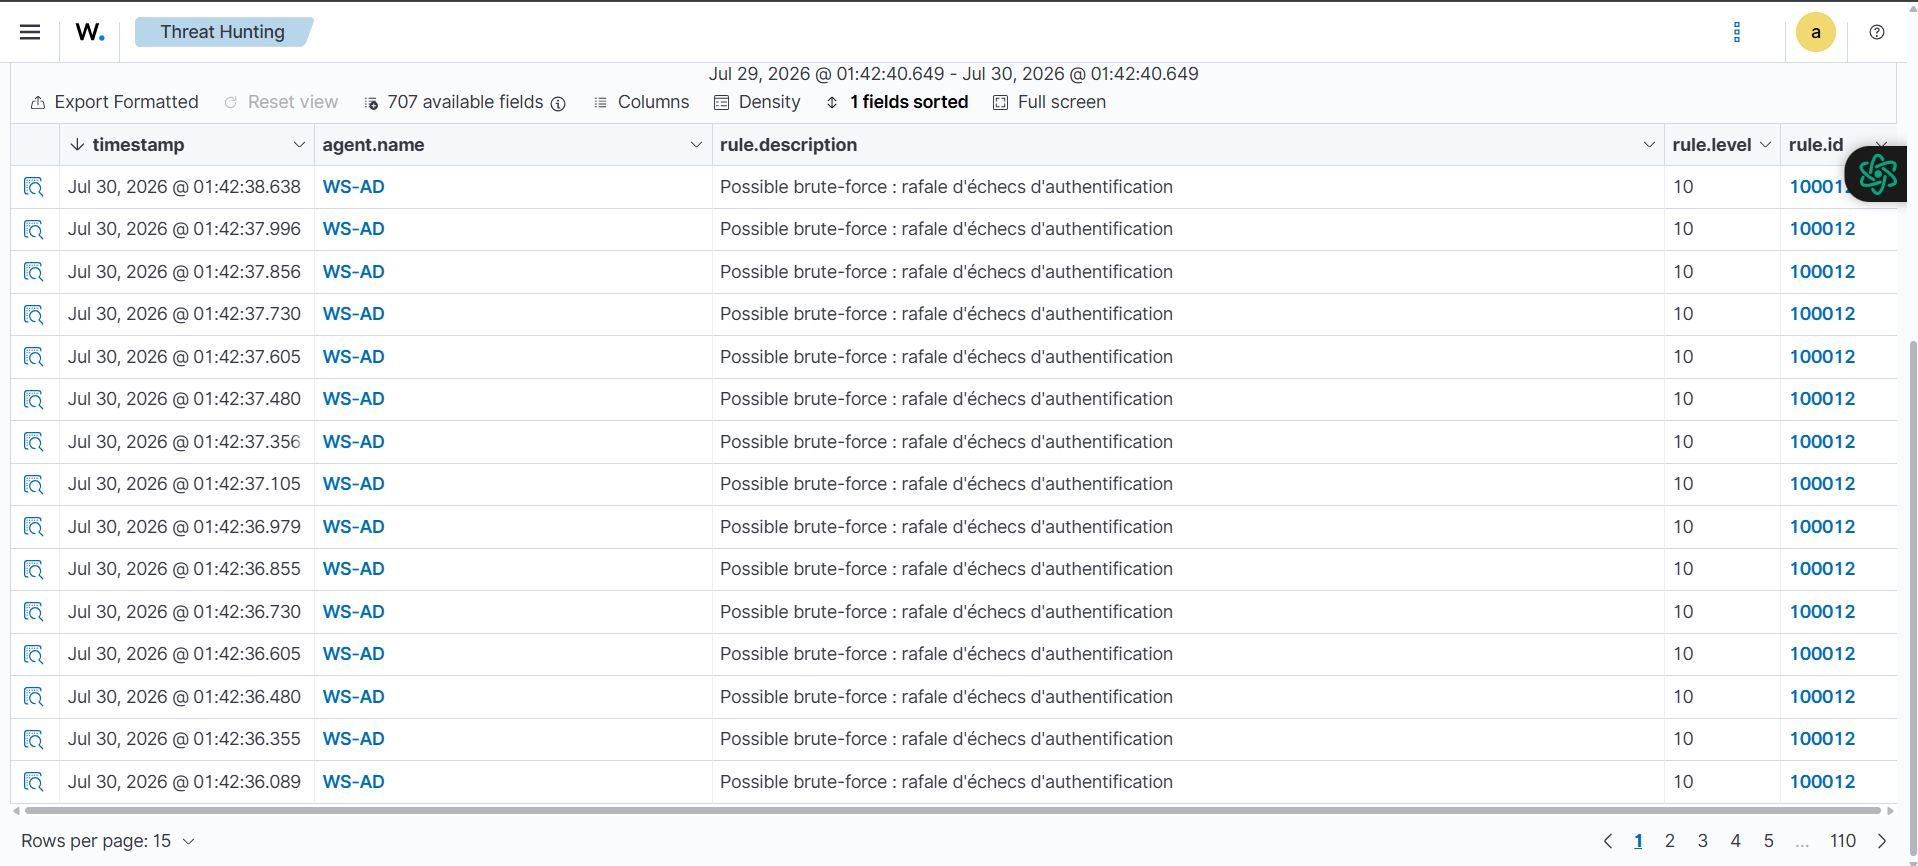 W. Threat Hunting a
Jul 29, 2026 @ 01:42:40.649 - Jul 30, 2026 @ 01:42:40.649
Export Formatted Reset view 707 available fields Columns Density 1 fields sorted Full screen
timestamp agent.name rule.description rule.level rule.id
Jul 30, 2026 @ 01:42:38.638 WS-AD Possible brute-force : rafale d'échecs d'authentification 10 100012
Jul 30, 2026 @ 01:42:37.996 WS-AD Possible brute-force : rafale d'échecs d'authentification 10 100012
Jul 30, 2026 @ 01:42:37.856 WS-AD Possible brute-force : rafale d'échecs d'authentification 10 100012
Jul 30, 2026 @ 01:42:37.730 WS-AD Possible brute-force : rafale d'échecs d'authentification 10 100012
Jul 30, 2026 @ 01:42:37.605 WS-AD Possible brute-force : rafale d'échecs d'authentification 10 100012
Jul 30, 2026 @ 01:42:37.480 WS-AD Possible brute-force : rafale d'échecs d'authentification 10 100012
Jul 30, 2026 @ 01:42:37.356 WS-AD Possible brute-force : rafale d'échecs d'authentification 10 100012
Jul 30, 2026 @ 01:42:37.105 WS-AD Possible brute-force : rafale d'échecs d'authentification 10 100012
Jul 30, 2026 @ 01:42:36.979 WS-AD Possible brute-force : rafale d'échecs d'authentification 10 100012
Jul 30, 2026 @ 01:42:36.855 WS-AD Possible brute-force : rafale d'échecs d'authentification 10 100012
Jul 30, 2026 @ 01:42:36.730 WS-AD Possible brute-force : rafale d'échecs d'authentification 10 100012
Jul 30, 2026 @ 01:42:36.605 WS-AD Possible brute-force : rafale d'échecs d'authentification 10 100012
Jul 30, 2026 @ 01:42:36.480 WS-AD Possible brute-force : rafale d'échecs d'authentification 10 100012
Jul 30, 2026 @ 01:42:36.355 WS-AD Possible brute-force : rafale d'échecs d'authentification 10 100012
Jul 30, 2026 @ 01:42:36.089 WS-AD Possible brute-force : rafale d'échecs d'authentification 10 100012
Rows per page: 15 1 2 3 4 5 ... 110